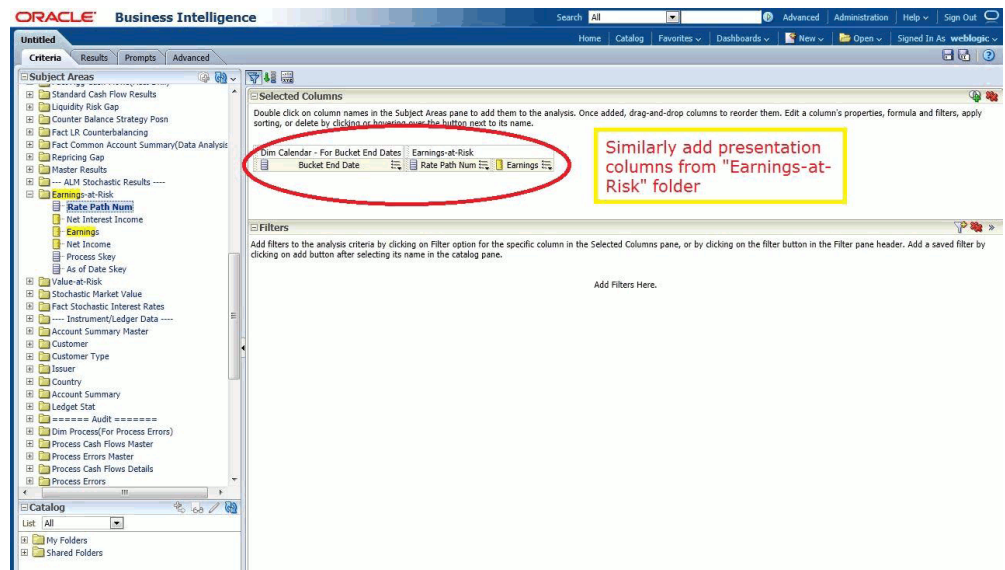 ORACLE Business Intelligence
Search All Advanced Administration Help Sign Out
Untitled
Home Catalog Favorites Dashboards New Open Signed In As weblogic
Criteria Results Prompts Advanced
Subject Areas
Standard Cash Flow Results
Liquidity Risk Gap
Counter Balance Strategy Posn
Fact LR Counterbalancing
Fact Common Account Summary(Data Analysis
Repricing Gap
Master Results
--- ALM Stochastic Results ----
Earnings-at-Risk
Rate Path Num
Net Interest Income
Earnings
Net Income
Process Skey
As of Date Skey
Value-at-Risk
Stochastic Market Value
Fact Stochastic Interest Rates
---- Instrument/Ledger Data ----
Account Summary Master
Customer
Customer Type
Issuer
Country
Account Summary
Ledget Stat
====== Audit =======
Dim Process(For Process Errors)
Process Cash Flows Master
Process Errors Master
Process Cash Flows Details
Process Errors
Catalog
List All
My Folders
Shared Folders
Selected Columns
Double click on column names in the Subject Areas pane to add them to the analysis. Once added, drag-and-drop columns to reorder them. Edit a column's properties, formula and filters, apply
sorting, or delete by clicking or hovering over the button next to its name.
Dim Calendar - For Bucket End Dates Earnings-at-Risk
Bucket End Date Rate Path Num Earnings
Similarly add presentation
columns from "Earnings-at-
Risk" folder
Filters
Add filters to the analysis criteria by clicking on Filter option for the specific column in the Selected Columns pane, or by clicking on the filter button in the Filter pane header. Add a saved filter by
clicking on add button after selecting its name in the catalog pane.
Add Filters Here.